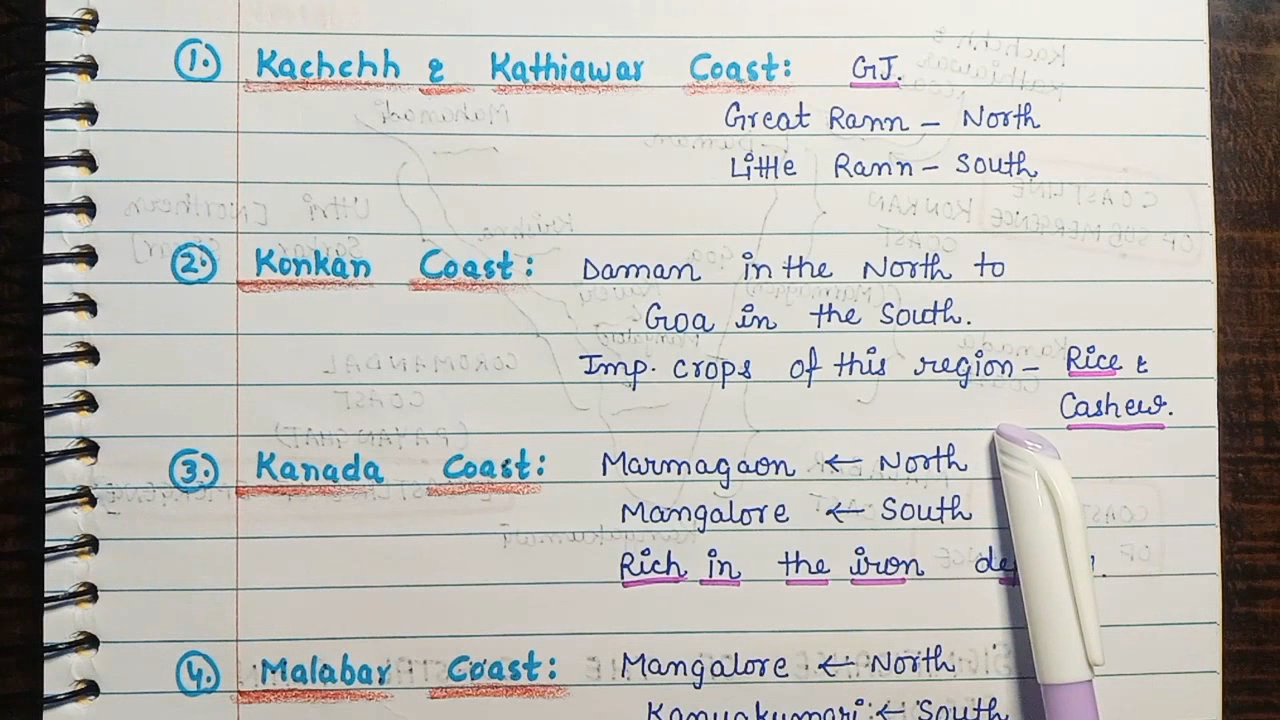 1. Kachchh & Kathiawar Coast: GJ.
Great Rann - North
Little Rann - South
2. Konkan Coast: Daman in the North to
Goa in the South.
Imp. crops of this region - Rice &
Cashew.
3. Kanada Coast: Marmagaon ← North
Mangalore ← South
Rich in the iron
4. Malabar Coast: Mangalore ← North
Kanyakumari ← South